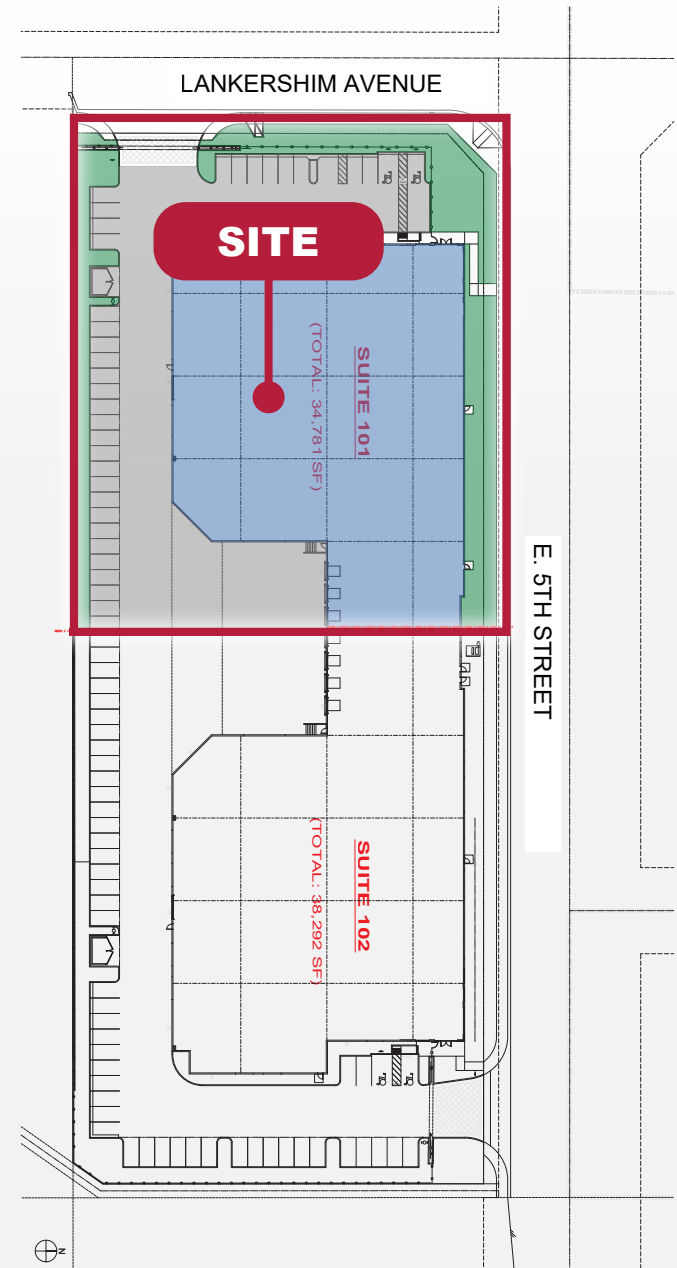 LANKERSHIM AVENUE
SITE
SUITE 101
(TOTAL: 34,781 SF)
E. 5TH STREET
SUITE 102
(TOTAL: 38,292 SF)
N